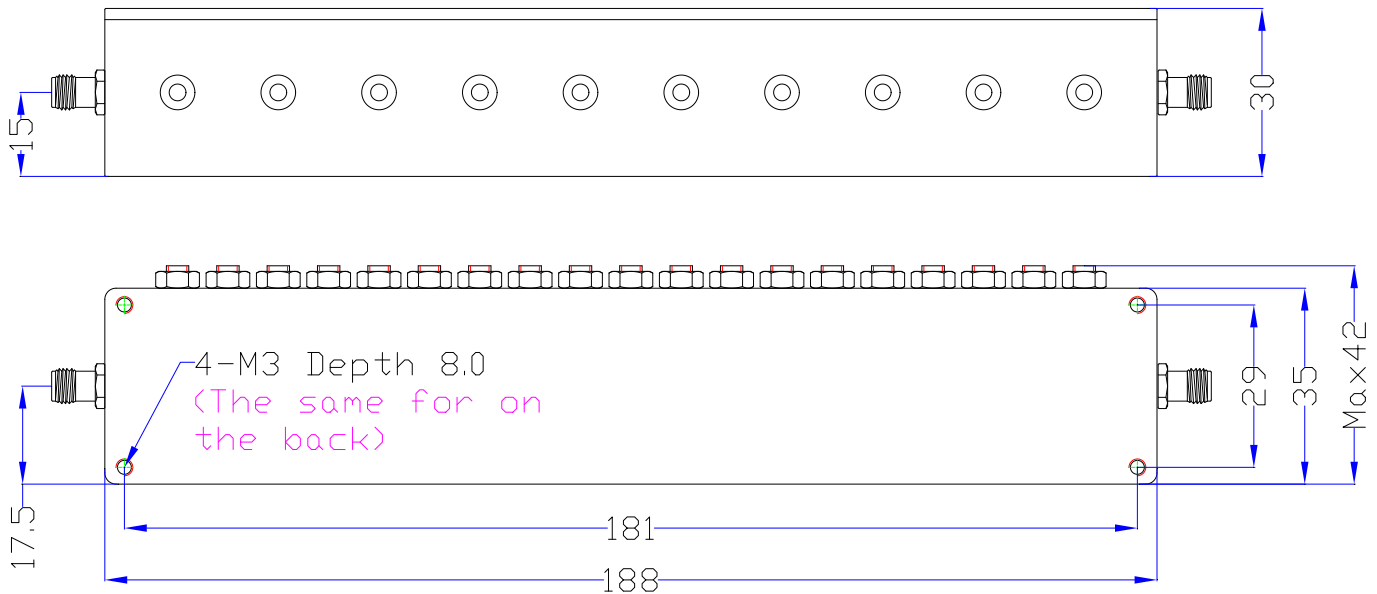 15
30
4-M3 Depth 8.0
(The same for on
the back)
29
35
Max42
17.5
181
188